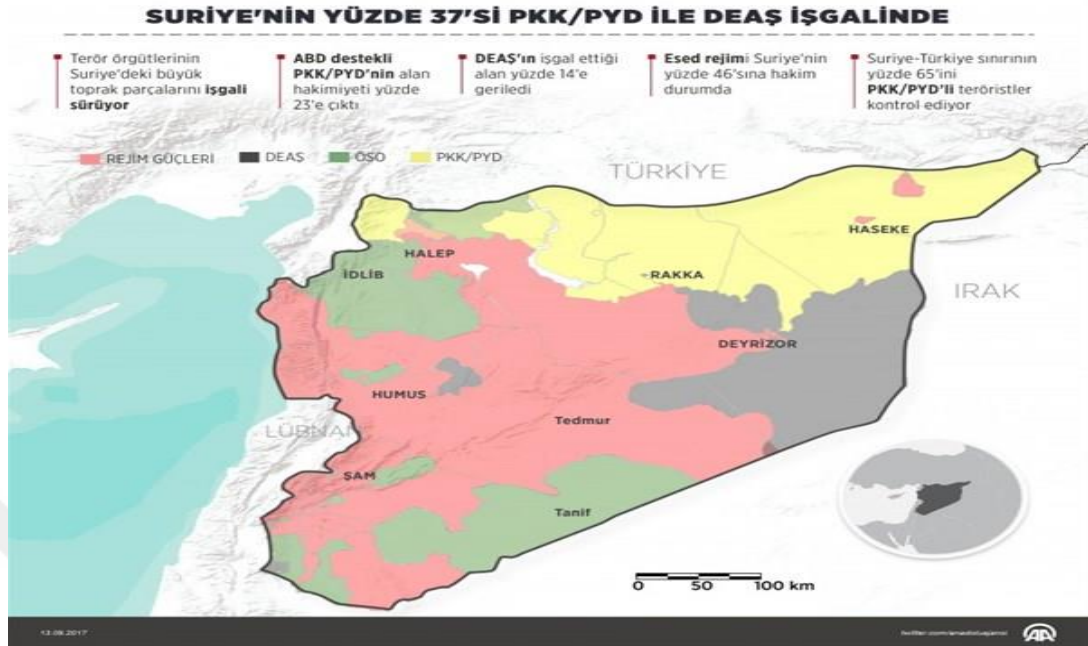 SURİYE'NİN YÜZDE 37'Sİ PKK/PYD İLE DEAŞ İŞGALİNDE
Terör örgütlerinin
Suriye'deki büyük
toprak parçalarını işgali
sürüyor
ABD destekli
PKK/PYD'nin alan
hakimiyeti yüzde
23'e çıktı
DEAŞ'ın işgal ettiği
alan yüzde 14'e
geriledi
Esed rejimi Suriye'nin
yüzde 46'sına hakim
durumda
Suriye-Türkiye sınırının
yüzde 65'ini
PKK/PYD'li teröristler
kontrol ediyor
REJİM GÜÇLERİ DEAŞ ÖSO PKK/PYD
TÜRKİYE
HASEKE
HALEP
İDLİB
RAKKA
IRAK
DEYRİZOR
HUMUS
Tedmur
LÜBNAN
ŞAM
Tanif
0 50 100 km
13.09.2017
twitter.com/anadoluajansi
AA